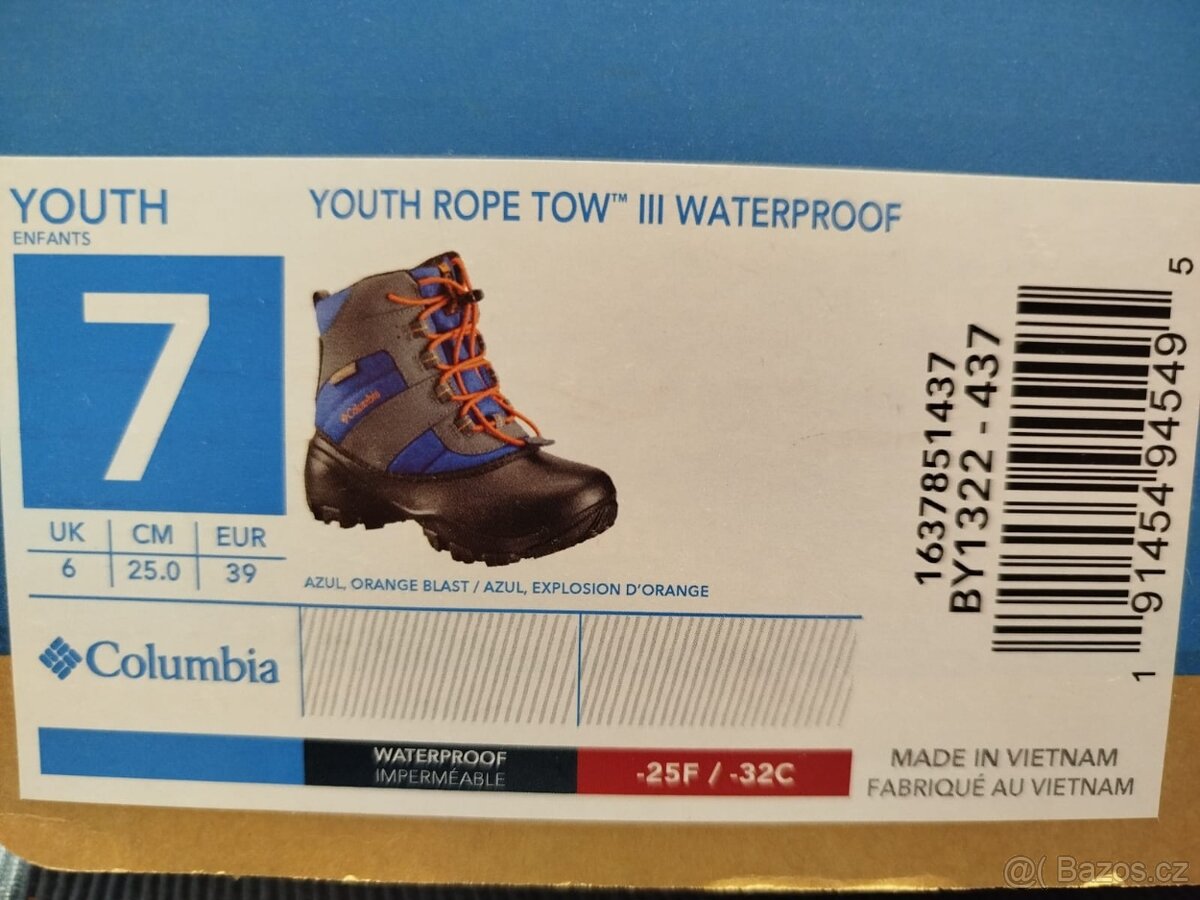 YOUTH
ENFANTS
7
UK CM EUR
6 25.0 39
YOUTH ROPE TOW™ III WATERPROOF
Columbia
AZUL, ORANGE BLAST / AZUL, EXPLOSION D'ORANGE
1637851437
BY1322 - 437
1 91454 94549 5
Columbia
WATERPROOF
IMPERMÉABLE
-25F / -32C
MADE IN VIETNAM
FABRIQUÉ AU VIETNAM
@( Bazos.cz